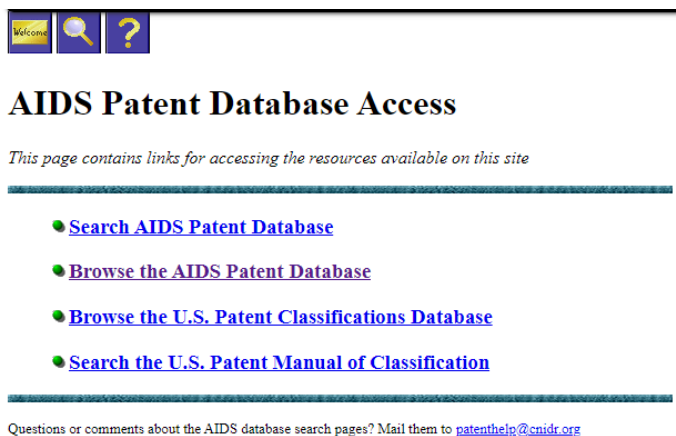 Welcome
AIDS Patent Database Access
This page contains links for accessing the resources available on this site
Search AIDS Patent Database
Browse the AIDS Patent Database
Browse the U.S. Patent Classifications Database
Search the U.S. Patent Manual of Classification
Questions or comments about the AIDS database search pages? Mail them to patenthelp@cnidr.org